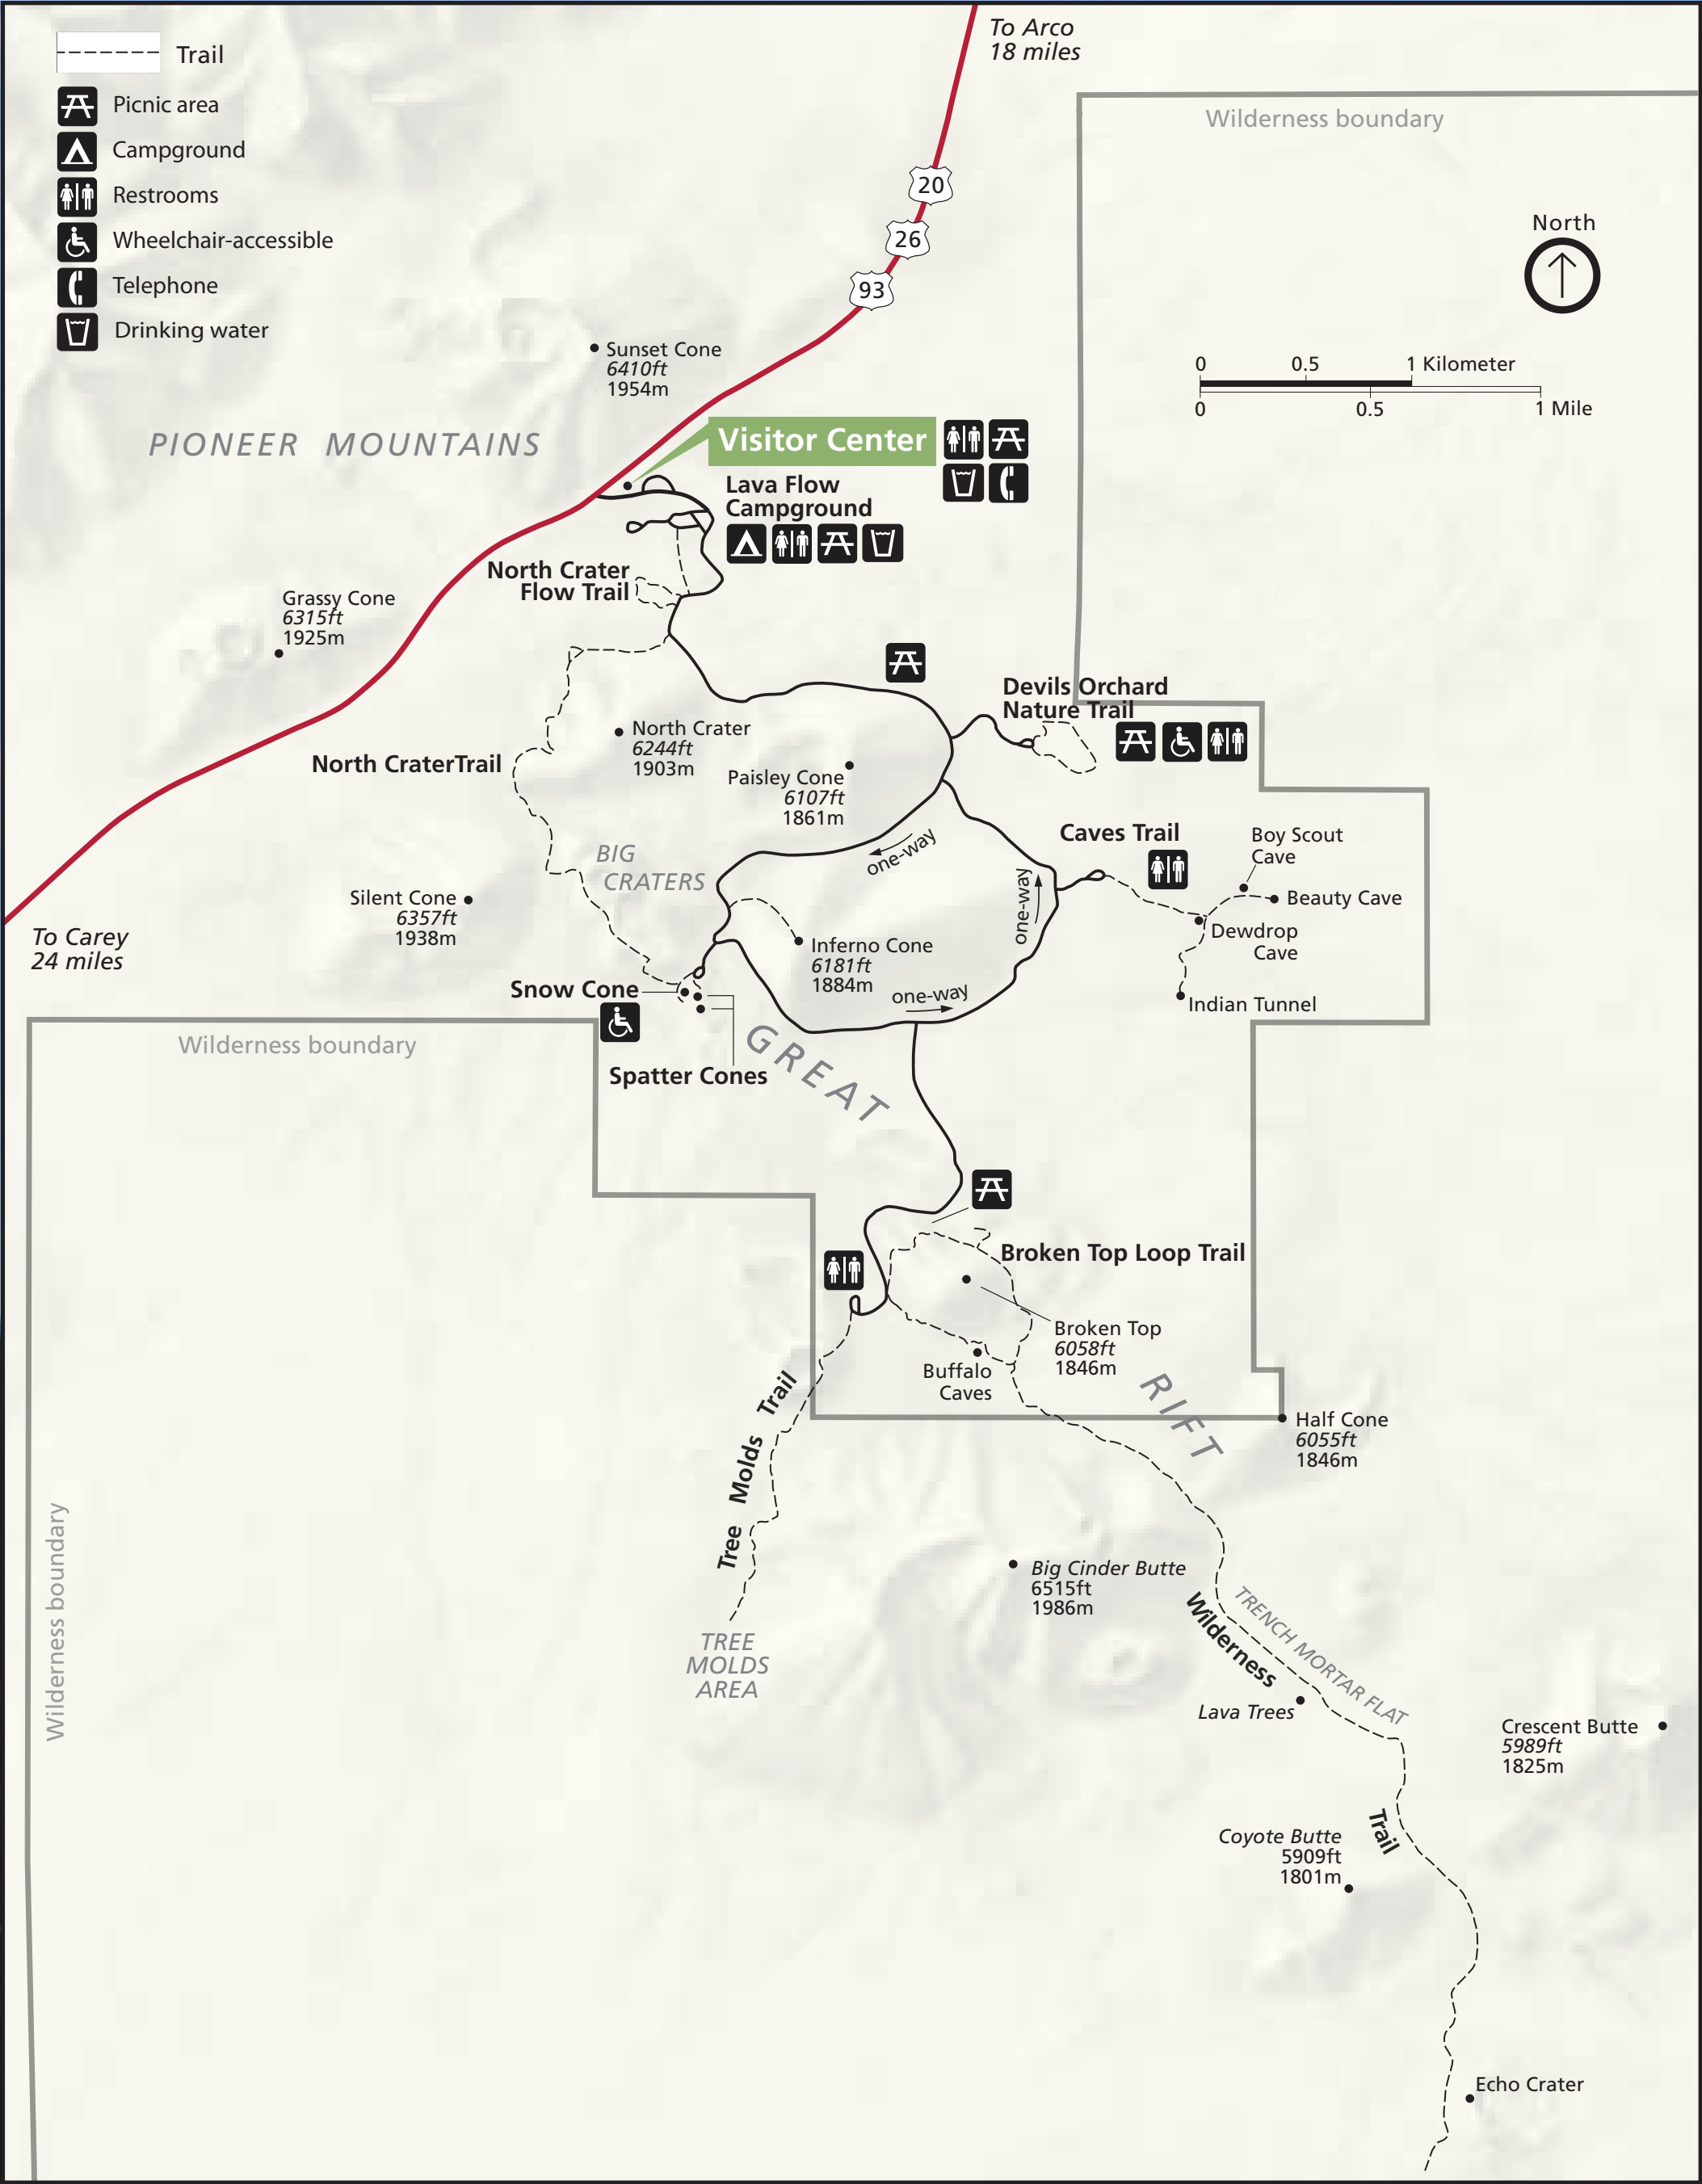 Trail
Picnic area
Campground
Restrooms
Wheelchair-accessible
Telephone
Drinking water
To Arco
18 miles
Wilderness boundary
20
26
93
North
0 0.5 1 Kilometer
0 0.5 1 Mile
Sunset Cone
6410ft
1954m
PIONEER MOUNTAINS
Visitor Center
Lava Flow
Campground
North Crater
Flow Trail
Grassy Cone
6315ft
1925m
Devils Orchard
Nature Trail
North Crater
6244ft
1903m
North CraterTrail
Paisley Cone
6107ft
1861m
one-way
Caves Trail
Boy Scout
Cave
Beauty Cave
Dewdrop
Cave
Indian Tunnel
BIG
CRATERS
one-way
Silent Cone
6357ft
1938m
To Carey
24 miles
Inferno Cone
6181ft
1884m
one-way
Snow Cone
Spatter Cones
Wilderness boundary
GREAT
Broken Top Loop Trail
Broken Top
6058ft
1846m
Buffalo
Caves
RIFT
Half Cone
6055ft
1846m
Tree Molds Trail
Wilderness boundary
Big Cinder Butte
6515ft
1986m
TREE
MOLDS
AREA
Wilderness Trail
TRENCH MORTAR FLAT
Lava Trees
Crescent Butte
5989ft
1825m
Coyote Butte
5909ft
1801m
Echo Crater